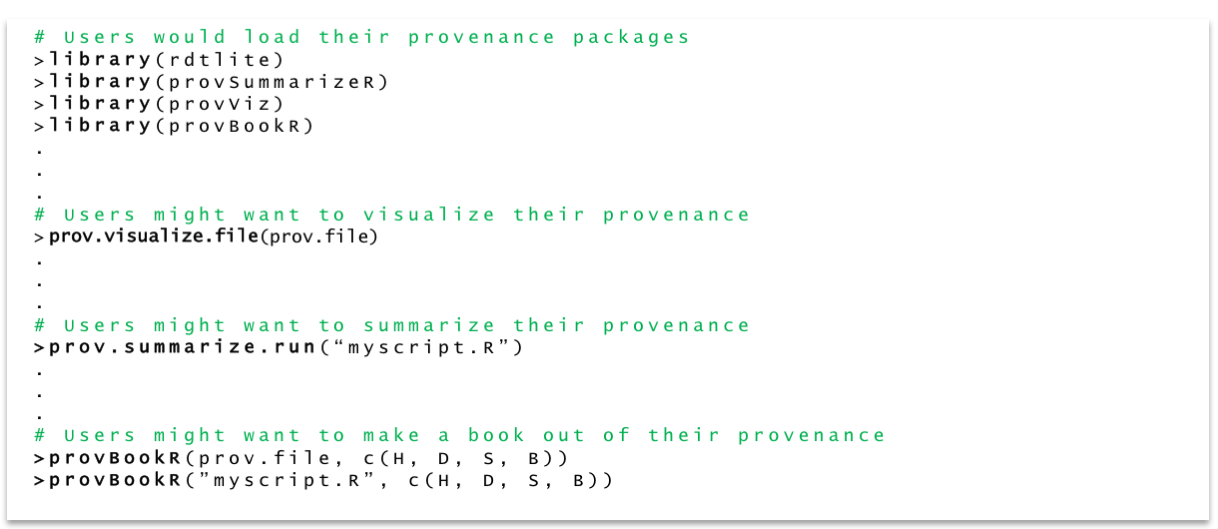 # Users would load their provenance packages
>library(rdtlite)
>library(provSummarizeR)
>library(provViz)
>library(provBookR)
.
.
.
# Users might want to visualize their provenance
>prov.visualize.file(prov.file)
.
.
.
# Users might want to summarize their provenance
>prov.summarize.run(“myscript.R”)
.
.
.
# Users might want to make a book out of their provenance
>provBookR(prov.file, c(H, D, S, B))
>provBookR(”myscript.R”, c(H, D, S, B))